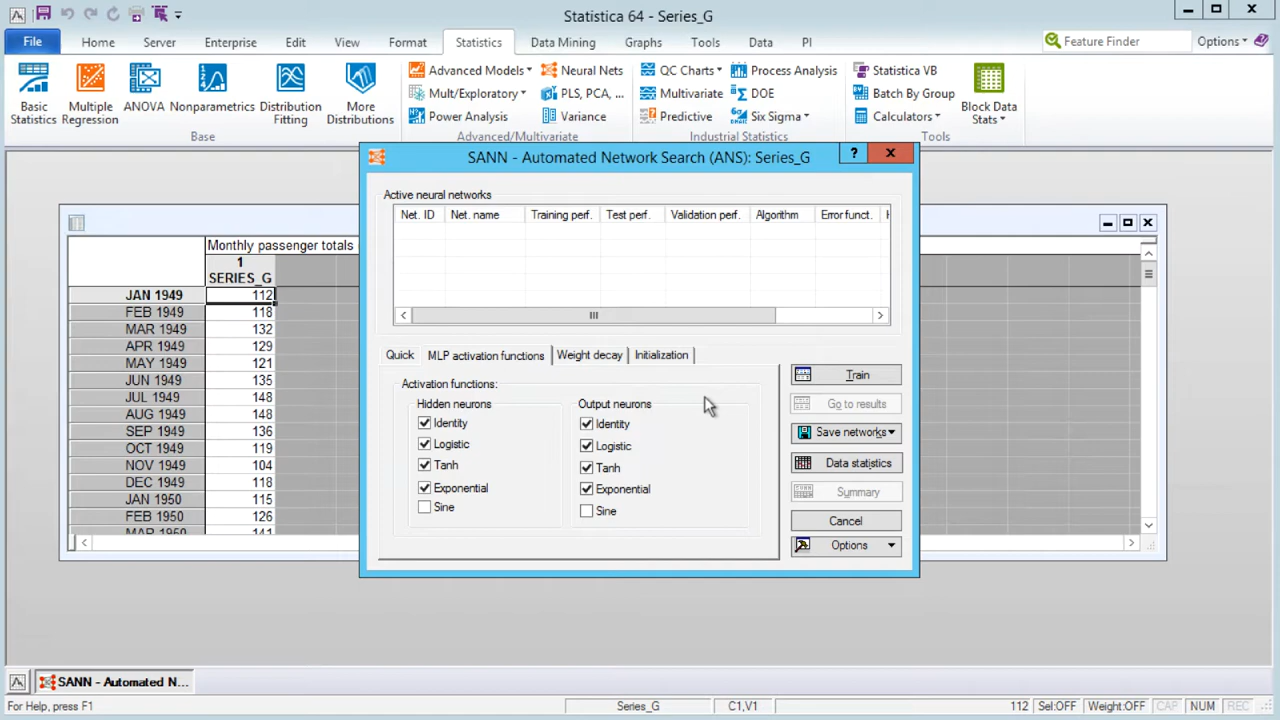 Statistica 64 - Series_G
File Home Server Enterprise Edit View Format Statistics Data Mining Graphs Tools Data PI Feature Finder Options
Basic Statistics
Multiple Regression
ANOVA
Nonparametrics
Distribution Fitting
More Distributions
Base
Advanced Models
Mult/Exploratory
Power Analysis
Neural Nets
PLS, PCA, ...
Variance
Advanced/Multivariate
QC Charts
Multivariate
Predictive
Process Analysis
DOE
Six Sigma
Industrial Statistics
Statistica VB
Batch By Group
Calculators
Block Data Stats
Tools
SANN - Automated Network Search (ANS): Series_G ?
Active neural networks
Net. ID Net. name Training perf. Test perf. Validation perf. Algorithm Error funct.
Quick MLP activation functions Weight decay Initialization
Activation functions:
Hidden neurons
Identity
Logistic
Tanh
Exponential
Sine
Output neurons
Identity
Logistic
Tanh
Exponential
Sine
Train
Go to results
Save networks
Data statistics
Summary
Cancel
Options
Monthly passenger totals
1
SERIES_G
JAN 1949 112
FEB 1949 118
MAR 1949 132
APR 1949 129
MAY 1949 121
JUN 1949 135
JUL 1949 148
AUG 1949 148
SEP 1949 136
OCT 1949 119
NOV 1949 104
DEC 1949 118
JAN 1950 115
FEB 1950 126
MAR 1950 141
SANN - Automated N...
For Help, press F1 Series_G C1,V1 112 Sel:OFF Weight:OFF CAP NUM REC